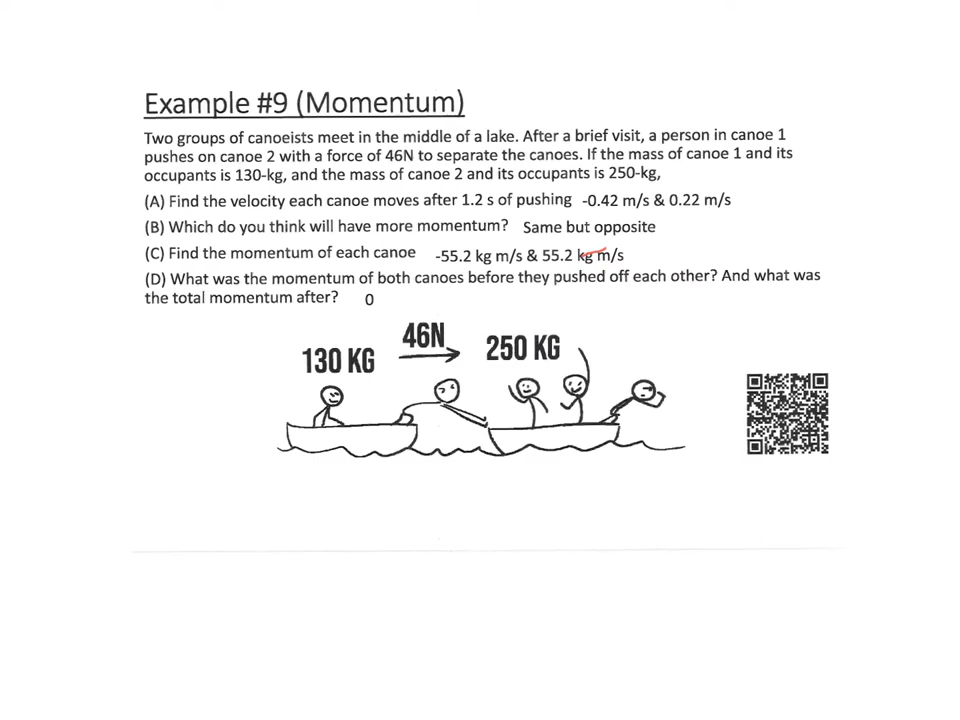 Example #9 (Momentum)
Two groups of canoeists meet in the middle of a lake. After a brief visit, a person in canoe 1
pushes on canoe 2 with a force of 46N to separate the canoes. If the mass of canoe 1 and its
occupants is 130-kg, and the mass of canoe 2 and its occupants is 250-kg,
(A) Find the velocity each canoe moves after 1.2 s of pushing -0.42 m/s & 0.22 m/s
(B) Which do you think will have more momentum? Same but opposite
(C) Find the momentum of each canoe -55.2 kg m/s & 55.2 kg m/s
(D) What was the momentum of both canoes before they pushed off each other? And what was
the total momentum after? 0
46N
130 KG
250 KG